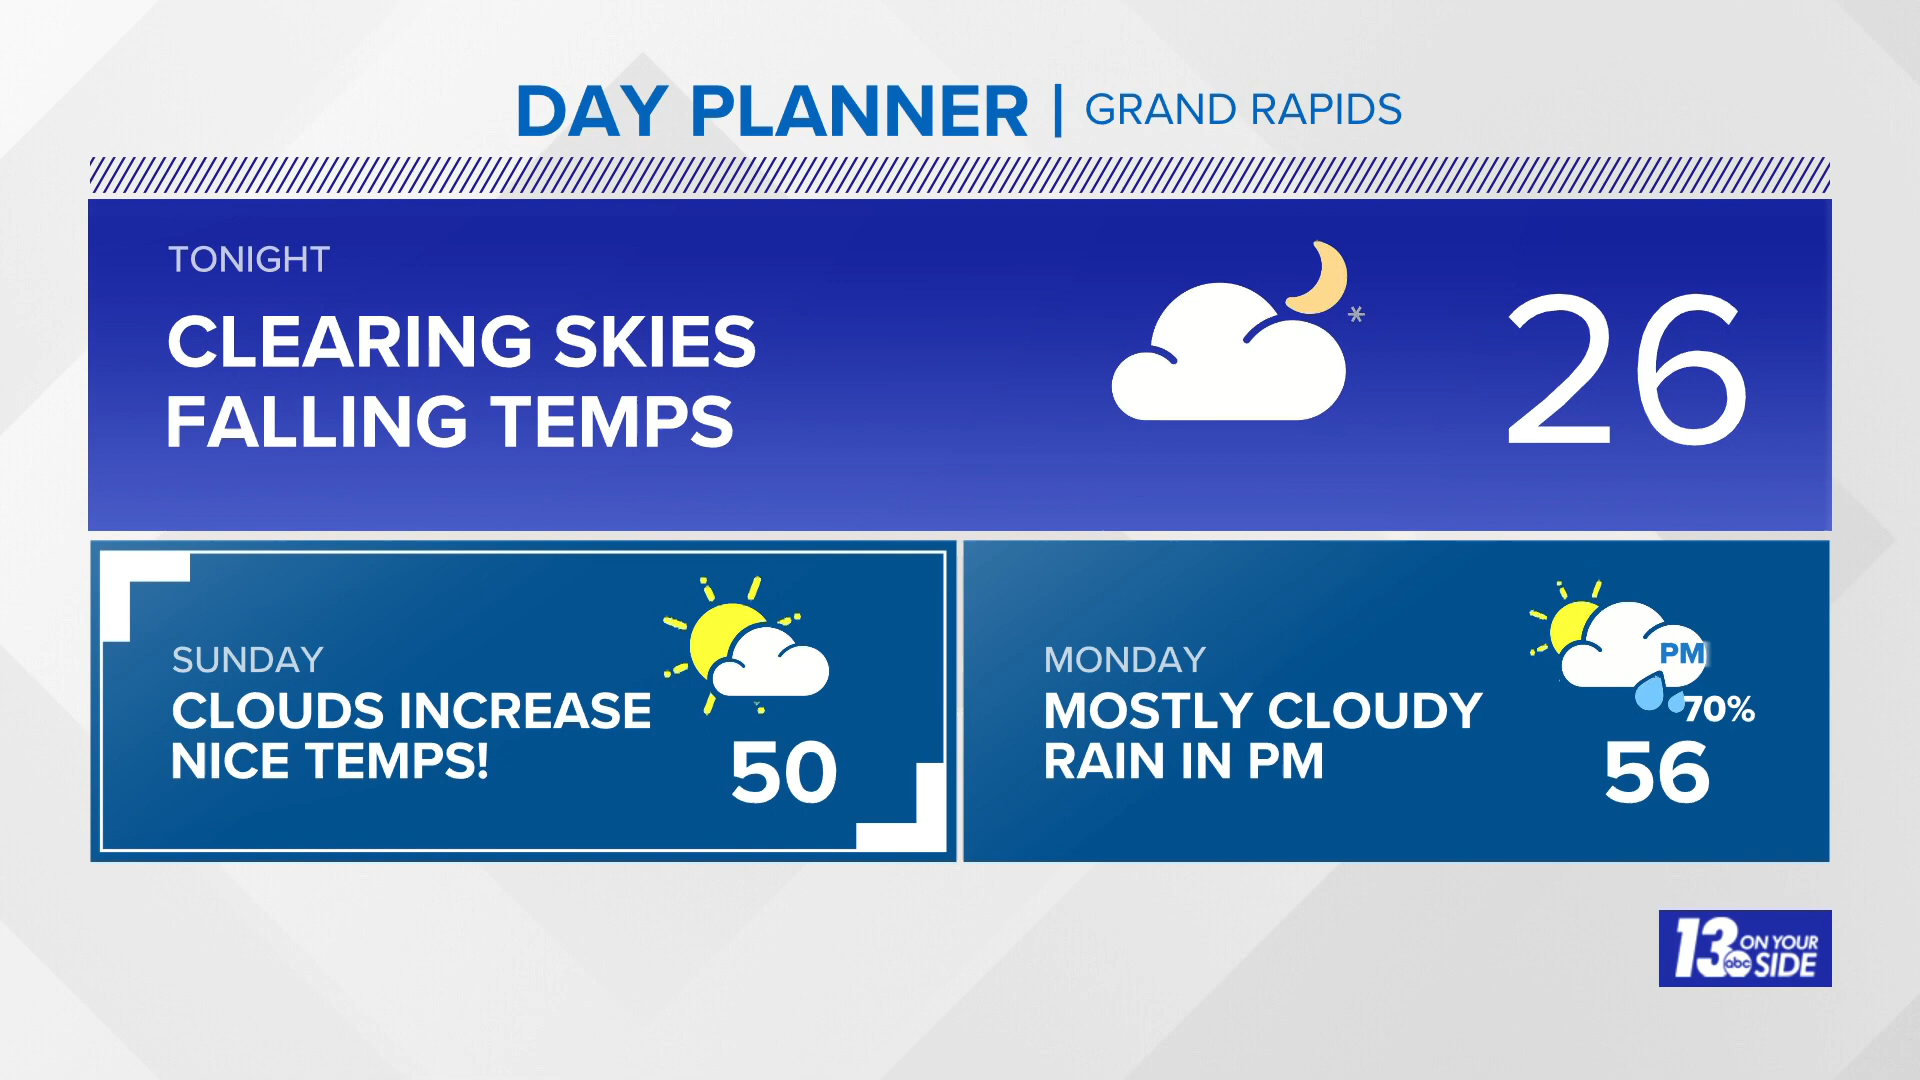 DAY PLANNER | GRAND RAPIDS
TONIGHT
CLEARING SKIES
FALLING TEMPS
26
SUNDAY
CLOUDS INCREASE
NICE TEMPS!
50
MONDAY
MOSTLY CLOUDY
RAIN IN PM
PM
70%
56
13 ON YOUR
abc SIDE